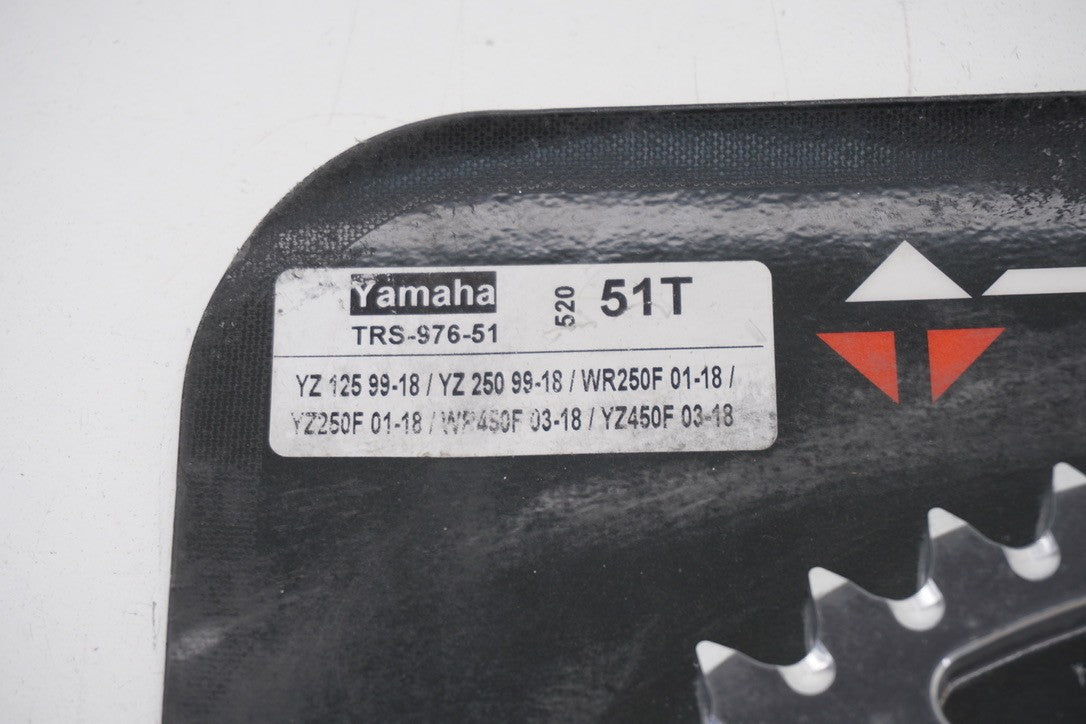 Yamaha 520 51T
TRS-976-51
YZ 125 99-18 / YZ 250 99-18 / WR250F 01-18 /
YZ250F 01-18 / WR450F 03-18 / YZ450F 03-18